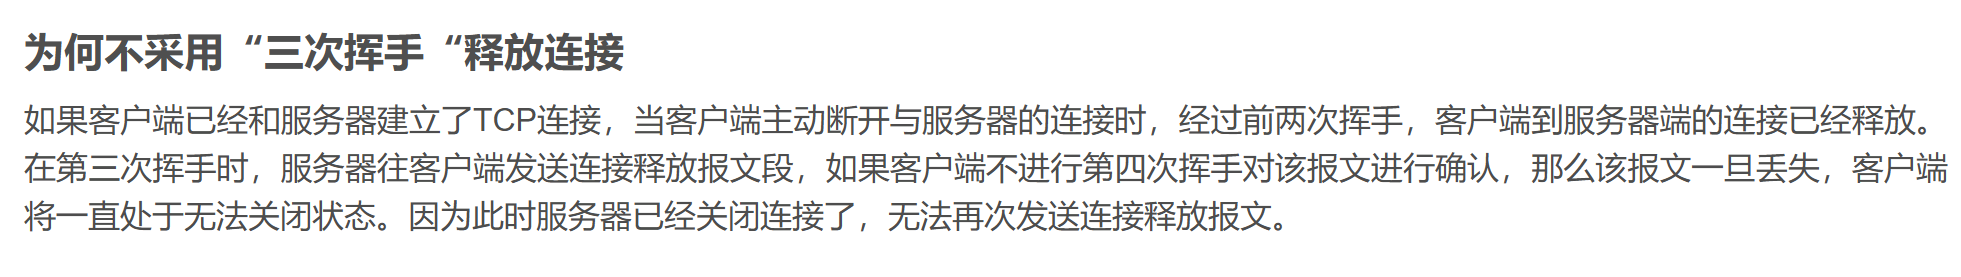 为何不采用“三次挥手“释放连接
如果客户端已经和服务器建立了TCP连接，当客户端主动断开与服务器的连接时，经过前两次挥手，客户端到服务器端的连接已经释放。
在第三次挥手时，服务器往客户端发送连接释放报文段，如果客户端不进行第四次挥手对该报文进行确认，那么该报文一旦丢失，客户端
将一直处于无法关闭状态。因为此时服务器已经关闭连接了，无法再次发送连接释放报文。